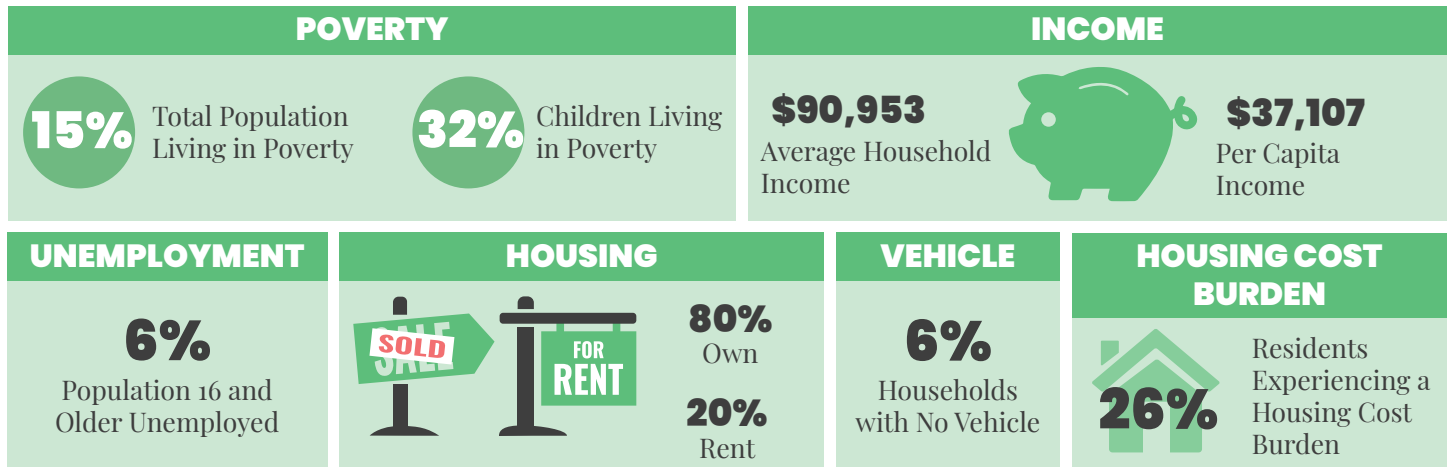 POVERTY
15%
Total Population
Living in Poverty
32%
Children Living
in Poverty
INCOME
$90,953
Average Household
Income
$37,107
Per Capita
Income
UNEMPLOYMENT
6%
Population 16 and
Older Unemployed
HOUSING
SALE
SOLD
FOR
RENT
80%
Own
20%
Rent
VEHICLE
6%
Households
with No Vehicle
HOUSING COST
BURDEN
26%
Residents
Experiencing a
Housing Cost
Burden